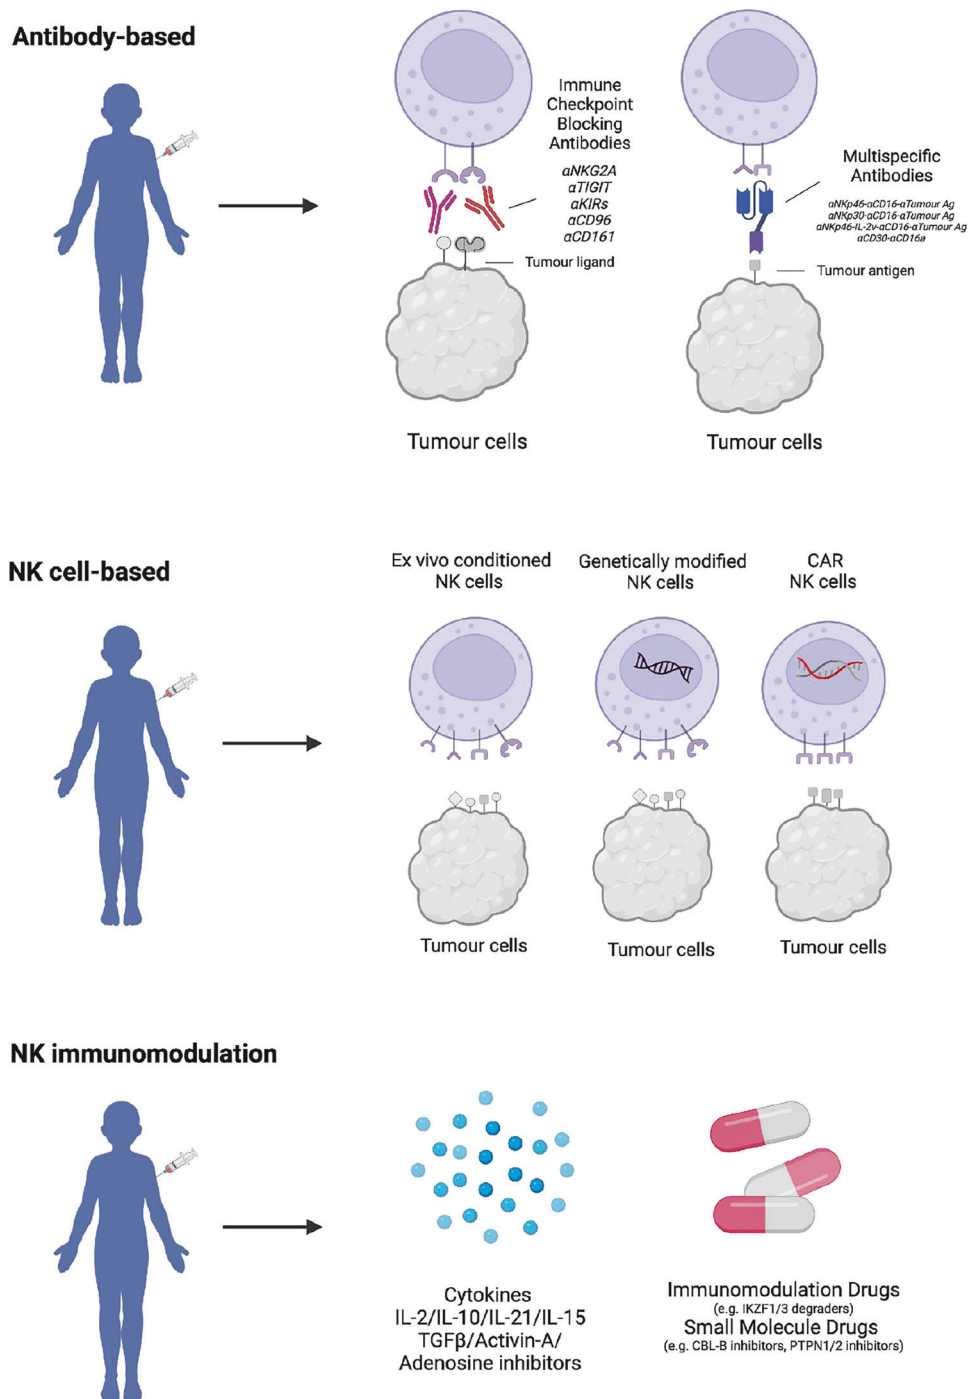 Antibody-based
Immune
Checkpoint
Blocking
Antibodies
αNKG2A
αTIGIT
αKIRs
αCD96
αCD161
Tumour ligand
Tumour cells
Multispecific
Antibodies
αNKp46-αCD16-αTumour Ag
αNKp30-αCD16-αTumour Ag
αNKp46-IL-2v-αCD16-αTumour Ag
αCD30-αCD16a
Tumour antigen
Tumour cells
NK cell-based
Ex vivo conditioned
NK cells
Genetically modified
NK cells
CAR
NK cells
Tumour cells
Tumour cells
Tumour cells
NK immunomodulation
Cytokines
IL-2/IL-10/IL-21/IL-15
TGFβ/Activin-A/
Adenosine inhibitors
Immunomodulation Drugs
(e.g. IKZF1/3 degraders)
Small Molecule Drugs
(e.g. CBL-B inhibitors, PTPN1/2 inhibitors)